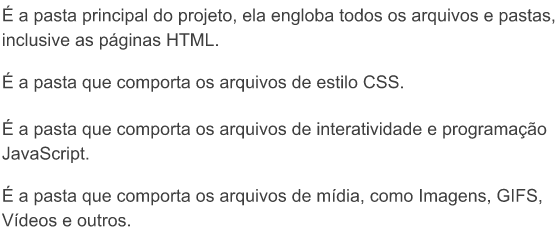 É a pasta principal do projeto, ela engloba todos os arquivos e pastas,
inclusive as páginas HTML.
É a pasta que comporta os arquivos de estilo CSS.
É a pasta que comporta os arquivos de interatividade e programação
JavaScript.
É a pasta que comporta os arquivos de mídia, como Imagens, GIFS,
Vídeos e outros.